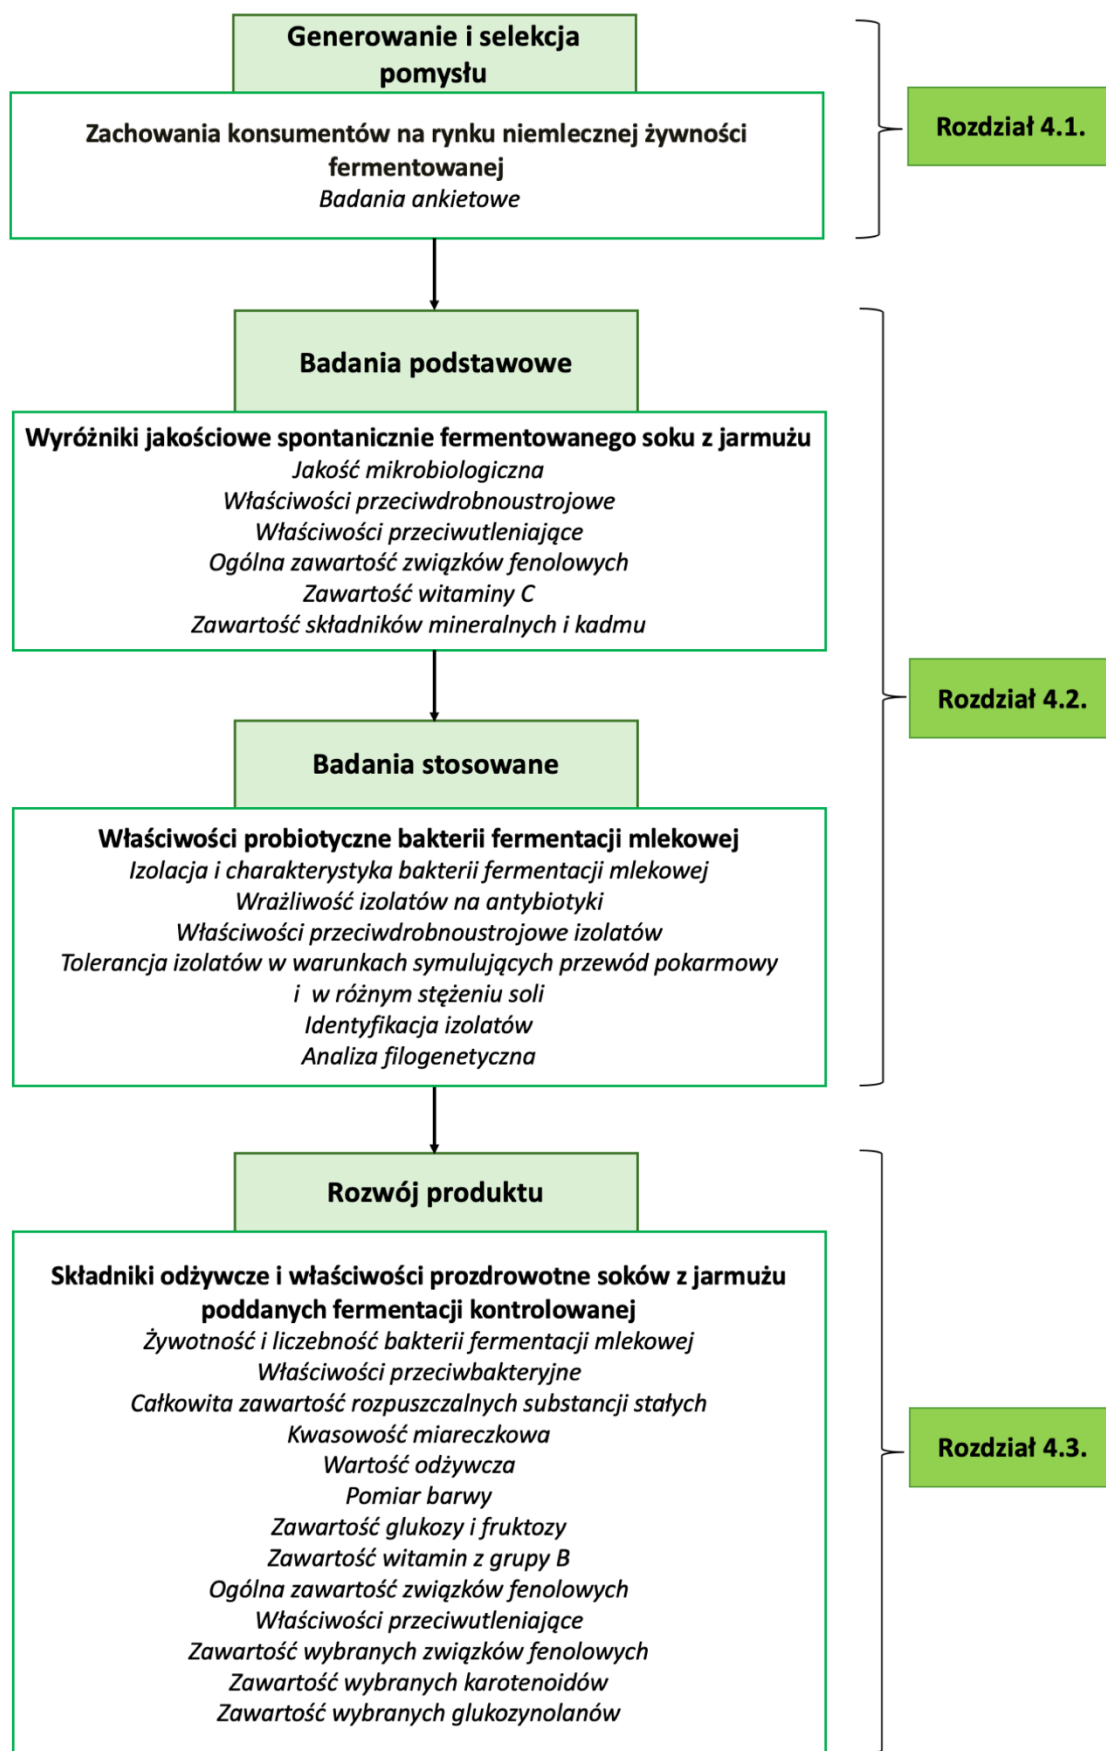 Generowanie i selekcja
pomysłu
Zachowania konsumentów na rynku niemlecznej żywności
fermentowanej
Badania ankietowe
Rozdział 4.1.
Badania podstawowe
Wyróżniki jakościowe spontanicznie fermentowanego soku z jarmużu
Jakość mikrobiologiczna
Właściwości przeciwdrobnoustrojowe
Właściwości przeciwutleniające
Ogólna zawartość związków fenolowych
Zawartość witaminy C
Zawartość składników mineralnych i kadmu
Rozdział 4.2.
Badania stosowane
Właściwości probiotyczne bakterii fermentacji mlekowej
Izolacja i charakterystyka bakterii fermentacji mlekowej
Wrażliwość izolatów na antybiotyki
Właściwości przeciwdrobnoustrojowe izolatów
Tolerancja izolatów w warunkach symulujących przewód pokarmowy
i w różnym stężeniu soli
Identyfikacja izolatów
Analiza filogenetyczna
Rozwój produktu
Składniki odżywcze i właściwości prozdrowotne soków z jarmużu
poddanych fermentacji kontrolowanej
Żywotność i liczebność bakterii fermentacji mlekowej
Właściwości przeciwbakteryjne
Całkowita zawartość rozpuszczalnych substancji stałych
Kwasowość miareczkowa
Wartość odżywcza
Pomiar barwy
Zawartość glukozy i fruktozy
Zawartość witamin z grupy B
Ogólna zawartość związków fenolowych
Właściwości przeciwutleniające
Zawartość wybranych związków fenolowych
Zawartość wybranych karotenoidów
Zawartość wybranych glukozynolanów
Rozdział 4.3.